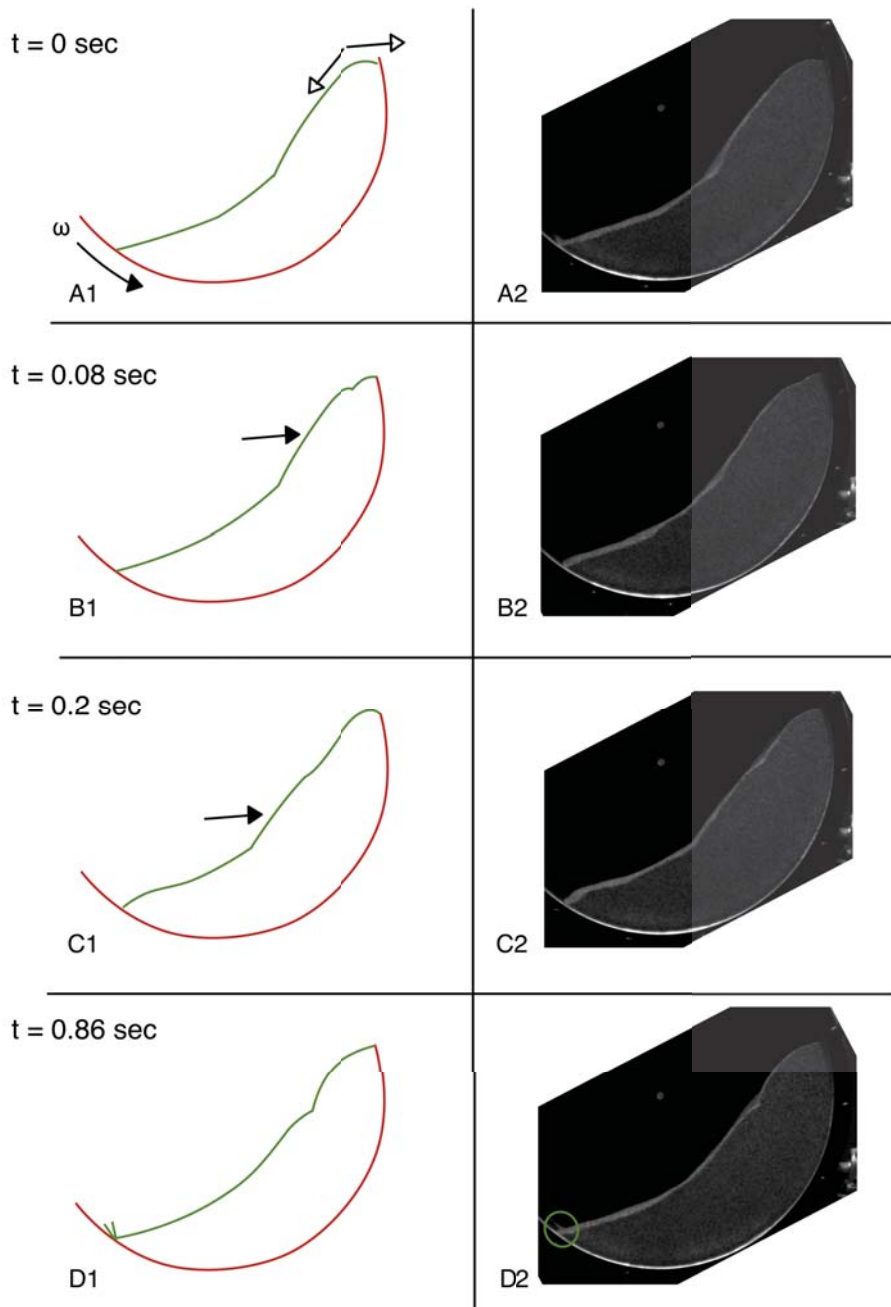 t = 0 sec
ω
A1
A2
t = 0.08 sec
B1
B2
t = 0.2 sec
C1
C2
t = 0.86 sec
D1
D2